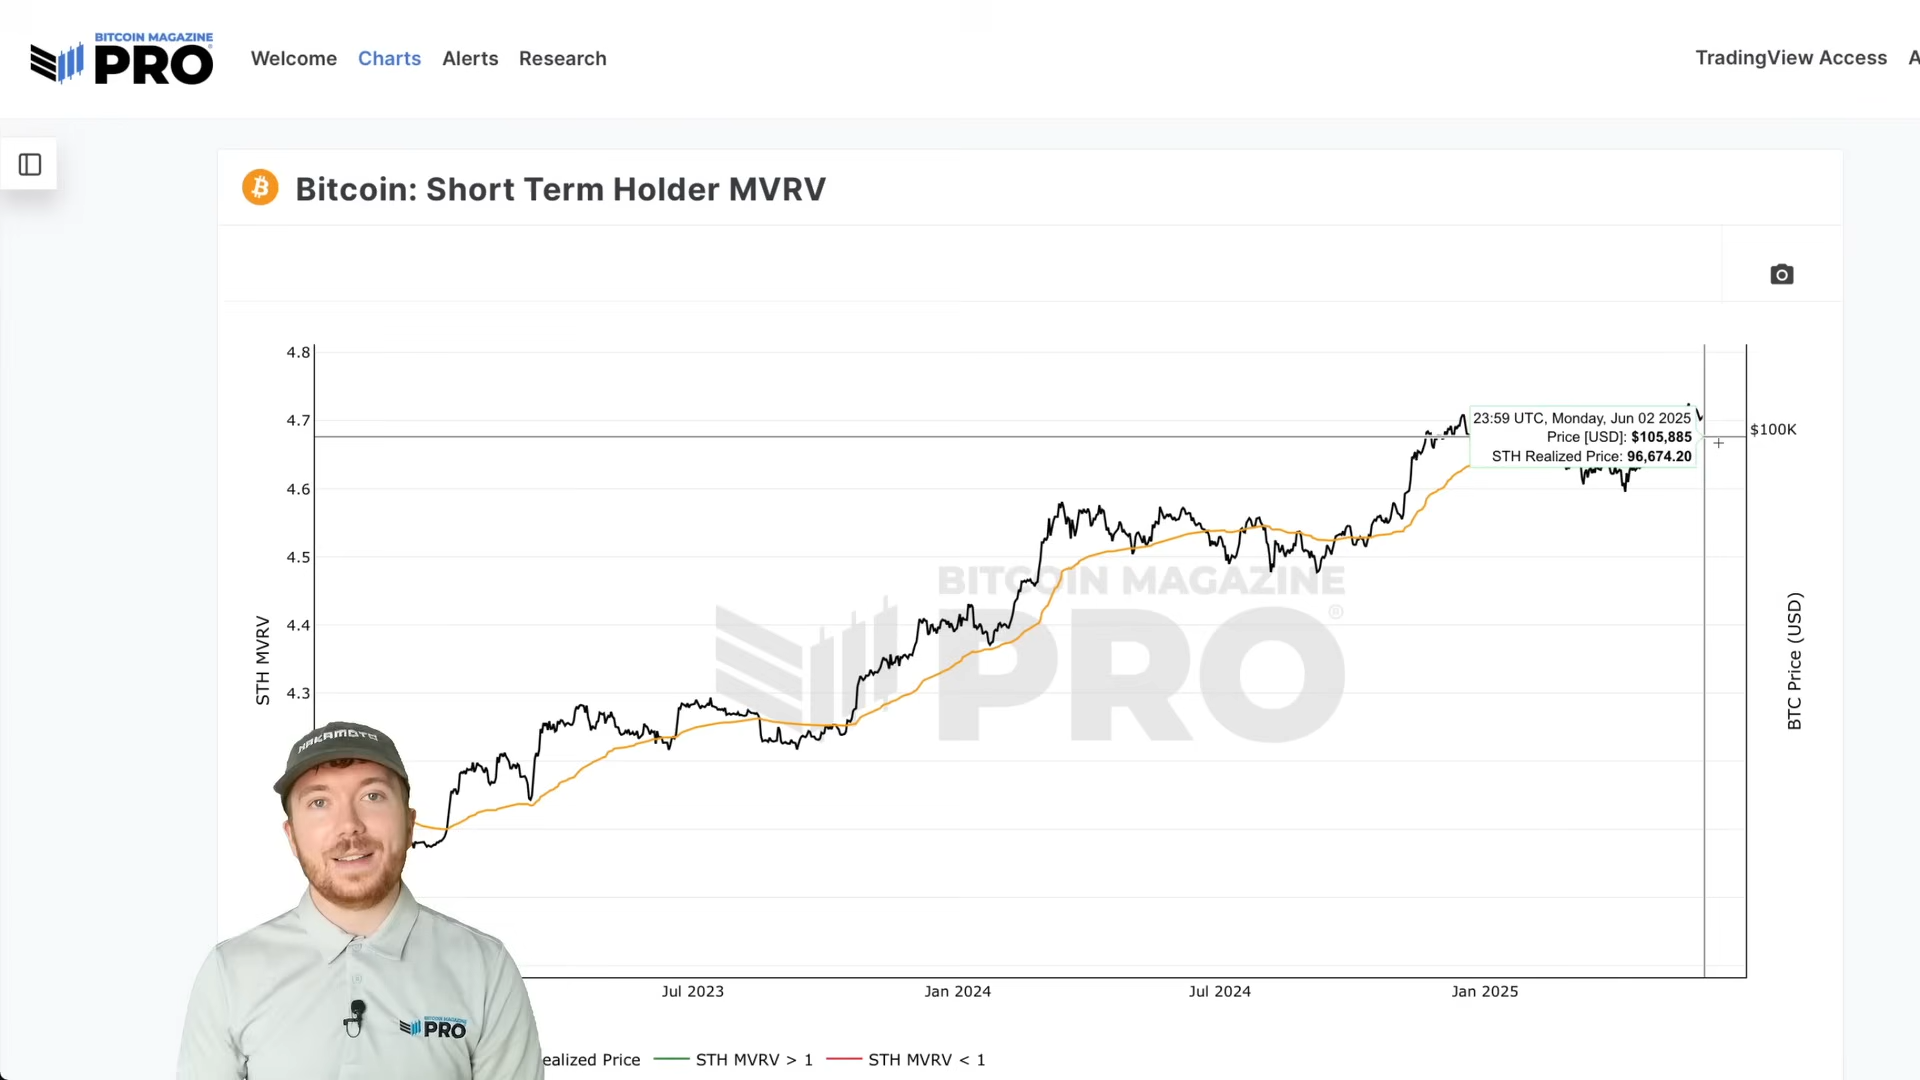 BITCOIN MAGAZINE
PRO
Welcome Charts Alerts Research
TradingView Access A
Bitcoin: Short Term Holder MVRV
4.8
4.7
4.6
4.5
4.4
4.3
STH MVRV
23:59 UTC, Monday, Jun 02 2025
Price [USD]: $105,885
STH Realized Price: 96,674.20
$100K
BTC Price (USD)
BITCOIN MAGAZINE
PRO®
NAKAMOTO
BITCOIN MAGAZINE
PRO
Jul 2023
Jan 2024
Jul 2024
Jan 2025
ealized Price STH MVRV > 1 STH MVRV < 1